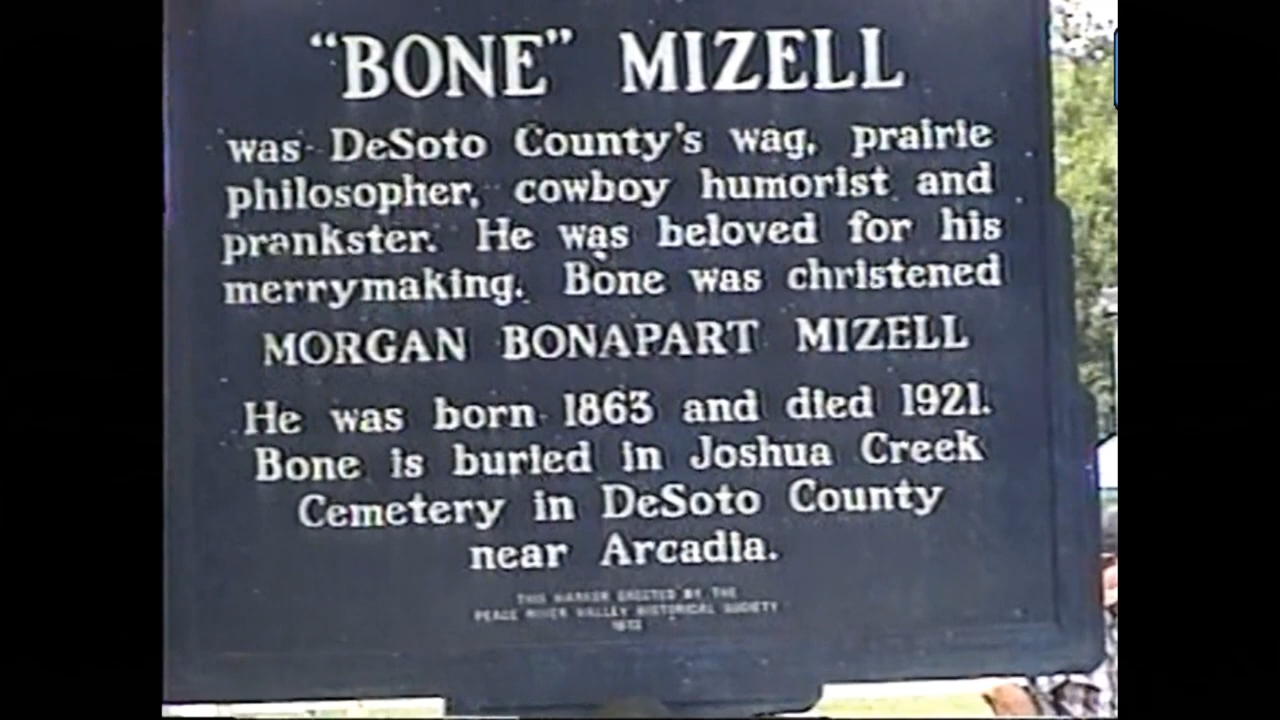 “BONE” MIZELL
was DeSoto County's wag, prairie
philosopher, cowboy humorist and
prankster. He was beloved for his
merrymaking. Bone was christened
MORGAN BONAPART MIZELL
He was born 1863 and died 1921.
Bone is buried in Joshua Creek
Cemetery in DeSoto County
near Arcadia.
THIS MARKER ERECTED BY THE
PEACE RIVER VALLEY HISTORICAL SOCIETY